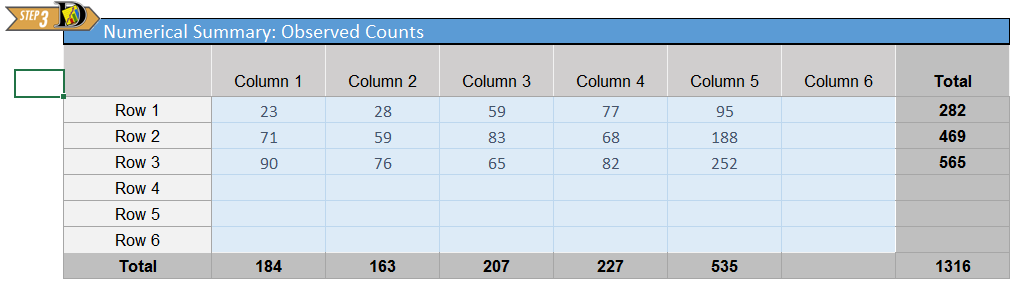 STEP 3
Numerical Summary: Observed Counts
Column 1 Column 2 Column 3 Column 4 Column 5 Column 6 Total
Row 1 23 28 59 77 95 282
Row 2 71 59 83 68 188 469
Row 3 90 76 65 82 252 565
Row 4
Row 5
Row 6
Total 184 163 207 227 535 1316